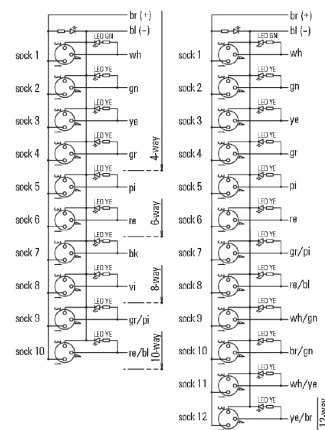 br (+)
bl (−)
LED GN
sock 1 wh
LED YE
sock 2 gn
LED YE
sock 3 ye
LED YE
sock 4 gr
4-way
LED YE
sock 5 pi
LED YE
sock 6 re
6-way
LED YE
sock 7 bk
LED YE
sock 8 vi
8-way
LED YE
sock 9 gr/pi
LED YE
sock 10 re/bl
10-way
br (+)
bl (−)
LED GN
sock 1 wh
LED YE
sock 2 gn
LED YE
sock 3 ye
LED YE
sock 4 gr
LED YE
sock 5 pi
LED YE
sock 6 re
LED YE
sock 7 gr/pi
LED YE
sock 8 re/bl
LED YE
sock 9 wh/gn
LED YE
sock 10 br/gn
LED YE
sock 11 wh/ye
LED YE
sock 12 ye/br
12-way